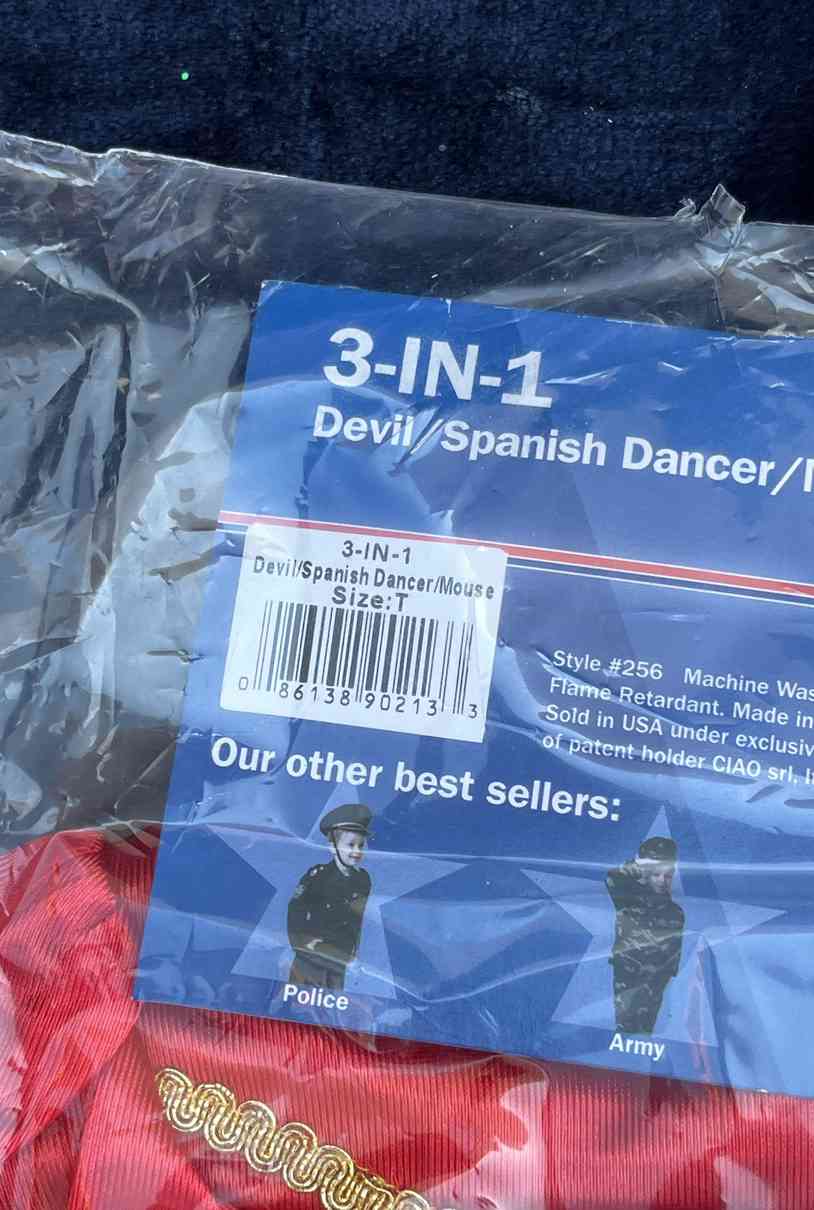 3-IN-1
Devil/Spanish Dancer/
3-IN-1
Devil/Spanish Dancer/Mouse
Size:T
0 86138 90213 3
Style #256 Machine Was
Flame Retardant. Made in
Sold in USA under exclusiv
of patent holder CIAO srl, I
Our other best sellers:
Police
Army